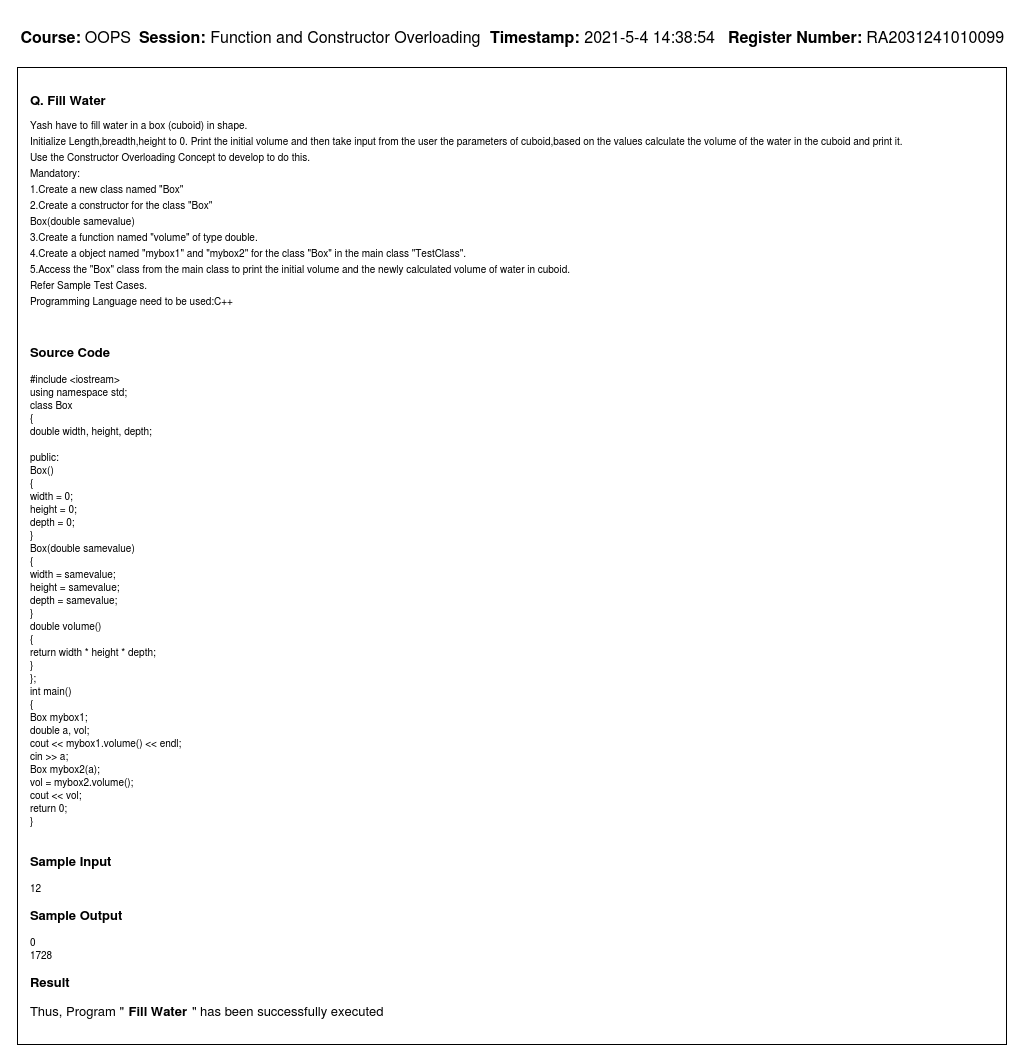 Course: OOPS Session: Function and Constructor Overloading Timestamp: 2021-5-4 14:38:54 Register Number: RA2031241010099
Q. Fill Water
Yash have to fill water in a box (cuboid) in shape.
Initialize Length,breadth,height to 0. Print the initial volume and then take input from the user the parameters of cuboid,based on the values calculate the volume of the water in the cuboid and print it.
Use the Constructor Overloading Concept to develop to do this.
Mandatory:
1.Create a new class named "Box"
2.Create a constructor for the class "Box"
Box(double samevalue)
3.Create a function named "volume" of type double.
4.Create a object named "mybox1" and "mybox2" for the class "Box" in the main class "TestClass".
5.Access the "Box" class from the main class to print the initial volume and the newly calculated volume of water in cuboid.
Refer Sample Test Cases.
Programming Language need to be used:C++
Source Code
#include <iostream>
using namespace std;
class Box
{
double width, height, depth;
public:
Box()
{
width = 0;
height = 0;
depth = 0;
}
Box(double samevalue)
{
width = samevalue;
height = samevalue;
depth = samevalue;
}
double volume()
{
return width * height * depth;
}
};
int main()
{
Box mybox1;
double a, vol;
cout << mybox1.volume() << endl;
cin >> a;
Box mybox2(a);
vol = mybox2.volume();
cout << vol;
return 0;
}
Sample Input
12
Sample Output
0
1728
Result
Thus, Program " Fill Water " has been successfully executed